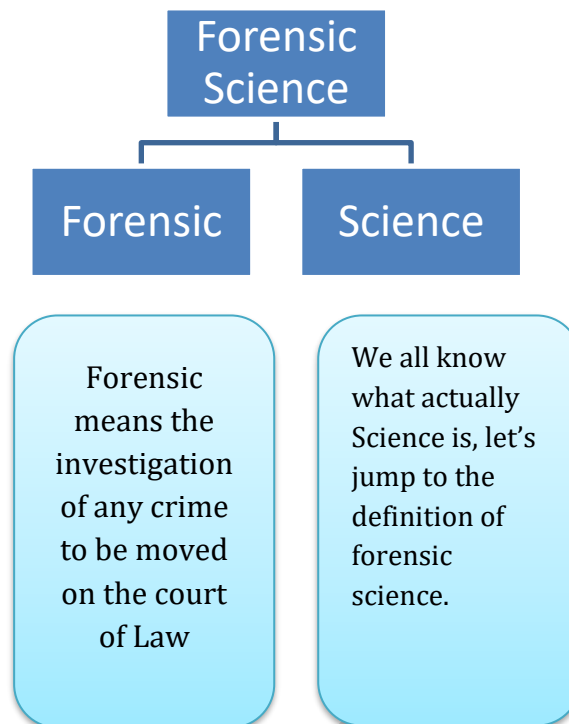 Forensic
Science
Forensic
Science
Forensic
means the
investigation
of any crime
to be moved
on the court
of Law
We all know
what actually
Science is, let’s
jump to the
definition of
forensic
science.